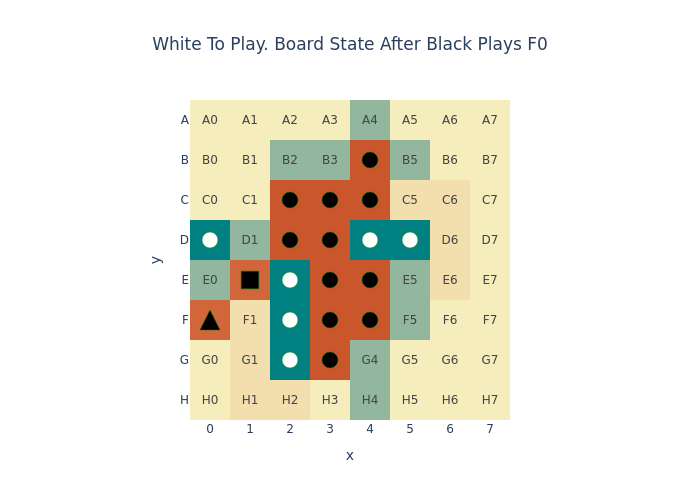 White To Play. Board State After Black Plays F0
A A0 A1 A2 A3 A4 A5 A6 A7
B B0 B1 B2 B3 B5 B6 B7
C C0 C1 C5 C6 C7
D D1 D6 D7
E E0 E5 E6 E7
F F1 F5 F6 F7
G G0 G1 G4 G5 G6 G7
H H0 H1 H2 H3 H4 H5 H6 H7
0 1 2 3 4 5 6 7
x
y